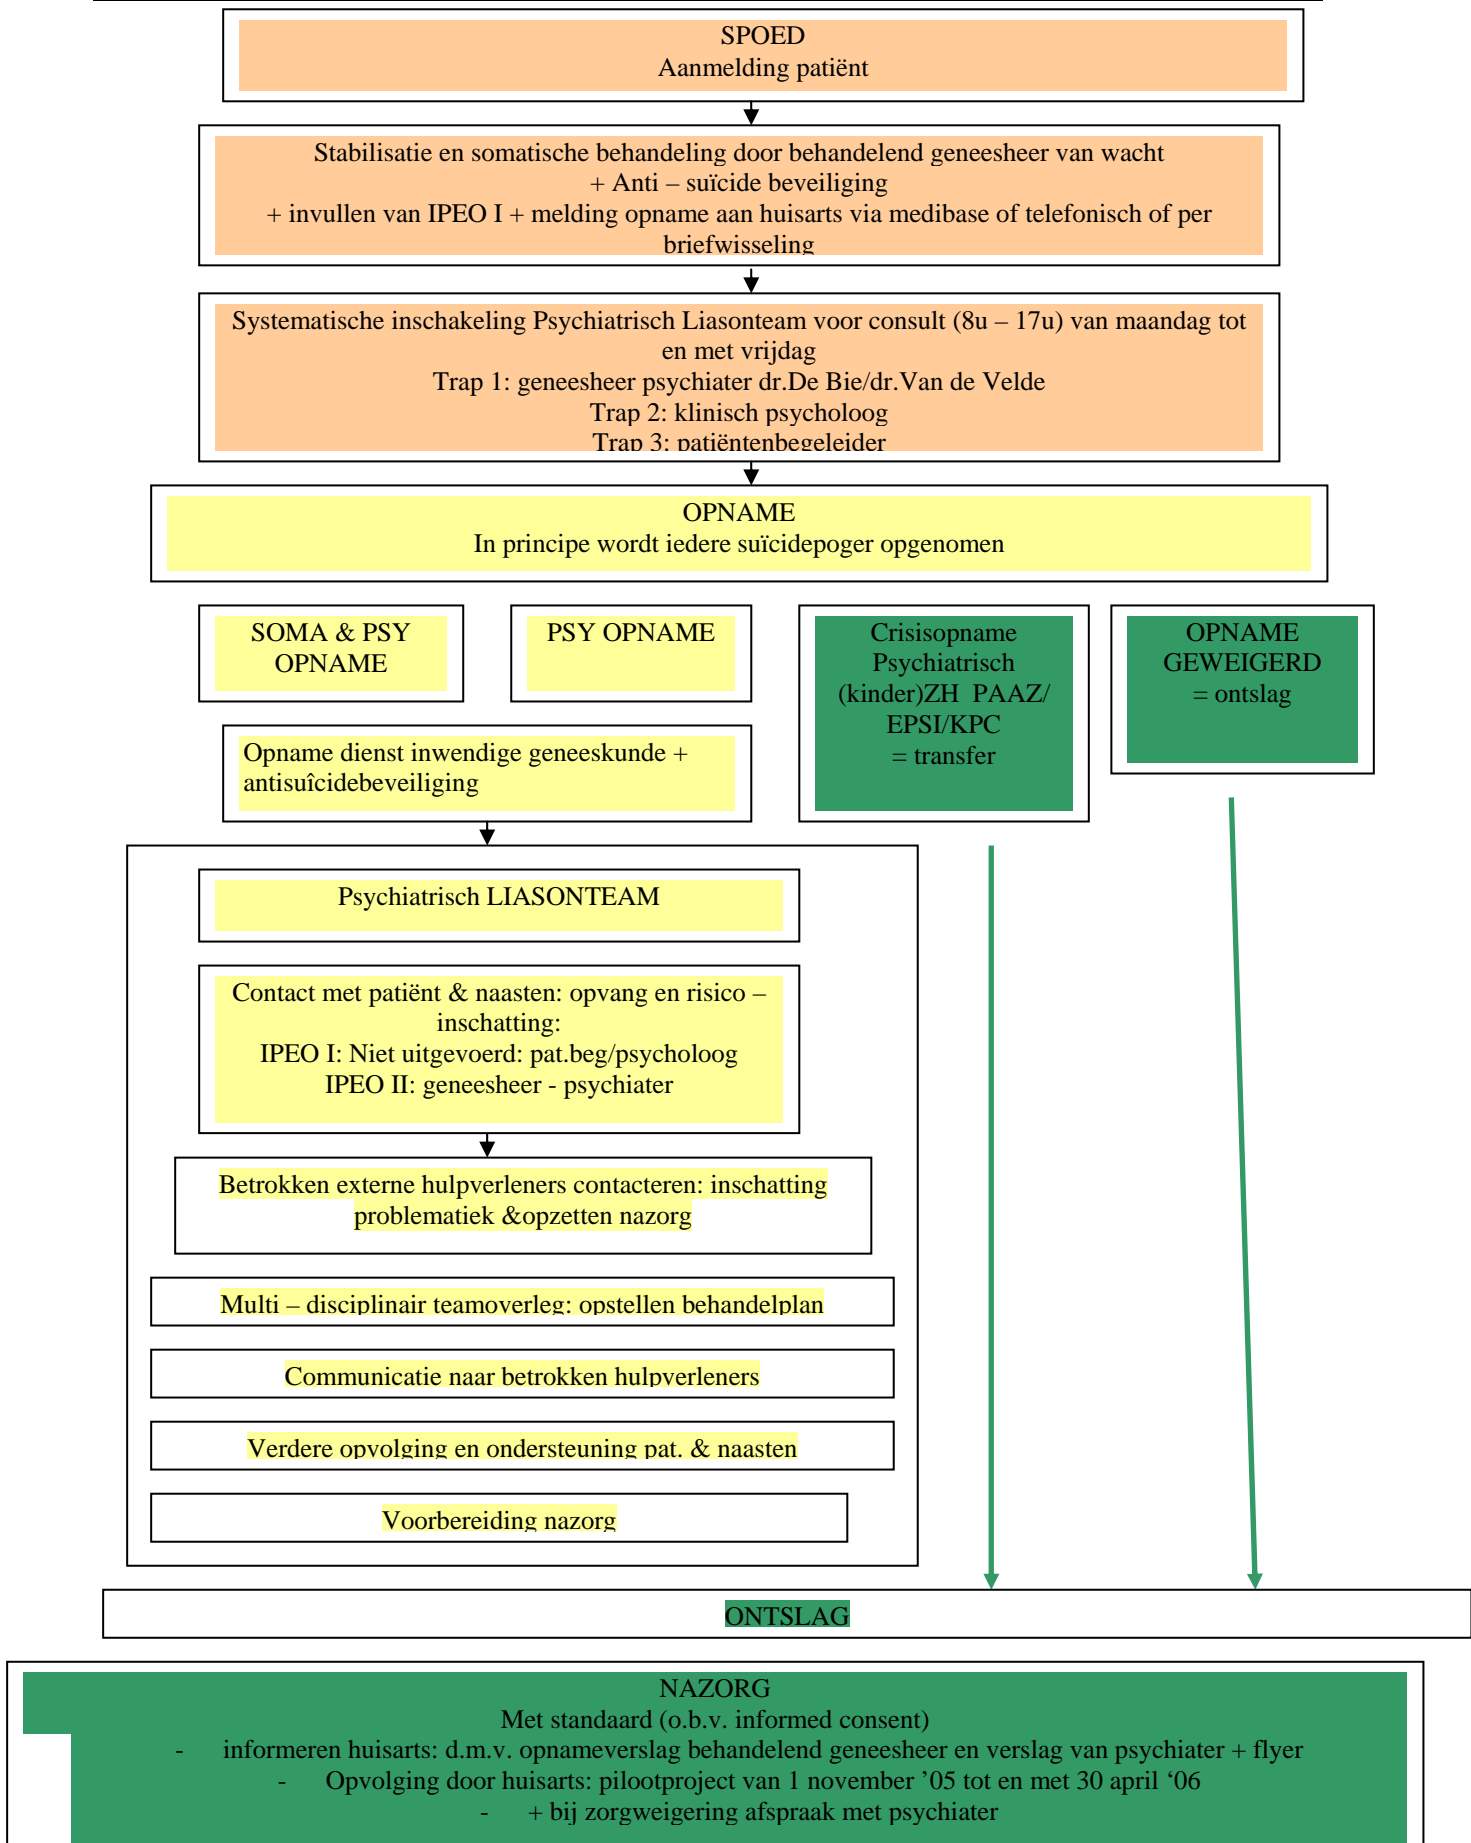 SPOED
Aanmelding patiënt
Stabilisatie en somatische behandeling door behandelend geneesheer van wacht
+ Anti – suïcide beveiliging
+ invullen van IPEO I + melding opname aan huisarts via medibase of telefonisch of per
briefwisseling
Systematische inschakeling Psychiatrisch Liasonteam voor consult (8u – 17u) van maandag tot
en met vrijdag
Trap 1: geneesheer psychiater dr.De Bie/dr.Van de Velde
Trap 2: klinisch psycholoog
Trap 3: patiëntenbegeleider
OPNAME
In principe wordt iedere suïcidepoger opgenomen
SOMA & PSY
OPNAME
PSY OPNAME
Crisisopname
Psychiatrisch
(kinder)ZH PAAZ/
EPSI/KPC
= transfer
OPNAME
GEWEIGERD
= ontslag
Opname dienst inwendige geneeskunde +
antisuîcidebeveiliging
Psychiatrisch LIASONTEAM
Contact met patiënt & naasten: opvang en risico –
inschatting:
IPEO I: Niet uitgevoerd: pat.beg/psycholoog
IPEO II: geneesheer - psychiater
Betrokken externe hulpverleners contacteren: inschatting
problematiek &opzetten nazorg
Multi – disciplinair teamoverleg: opstellen behandelplan
Communicatie naar betrokken hulpverleners
Verdere opvolging en ondersteuning pat. & naasten
Voorbereiding nazorg
ONTSLAG
NAZORG
Met standaard (o.b.v. informed consent)
- informeren huisarts: d.m.v. opnameverslag behandelend geneesheer en verslag van psychiater + flyer
- Opvolging door huisarts: pilootproject van 1 november ’05 tot en met 30 april ‘06
- + bij zorgweigering afspraak met psychiater